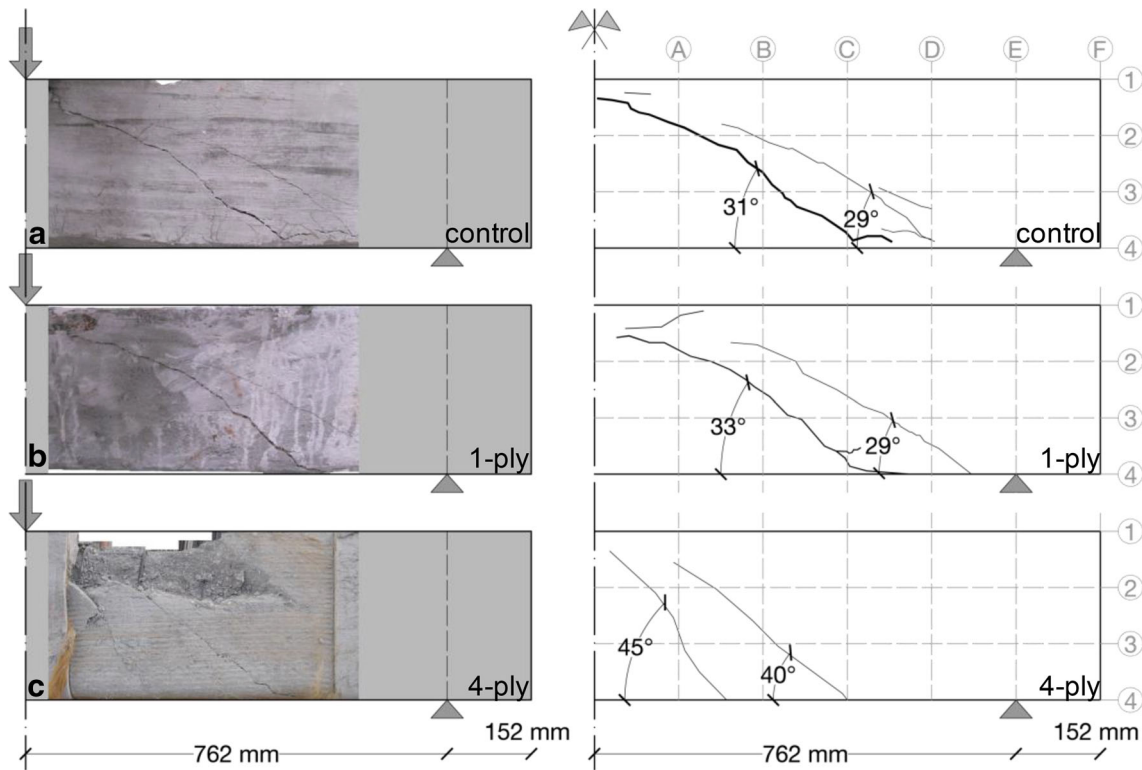 A B C D E F
1
2
3
4
31°
29°
a control
control
1
2
3
4
33°
29°
b 1-ply
1-ply
1
2
3
4
45°
40°
c 4-ply
4-ply
762 mm 152 mm
762 mm 152 mm